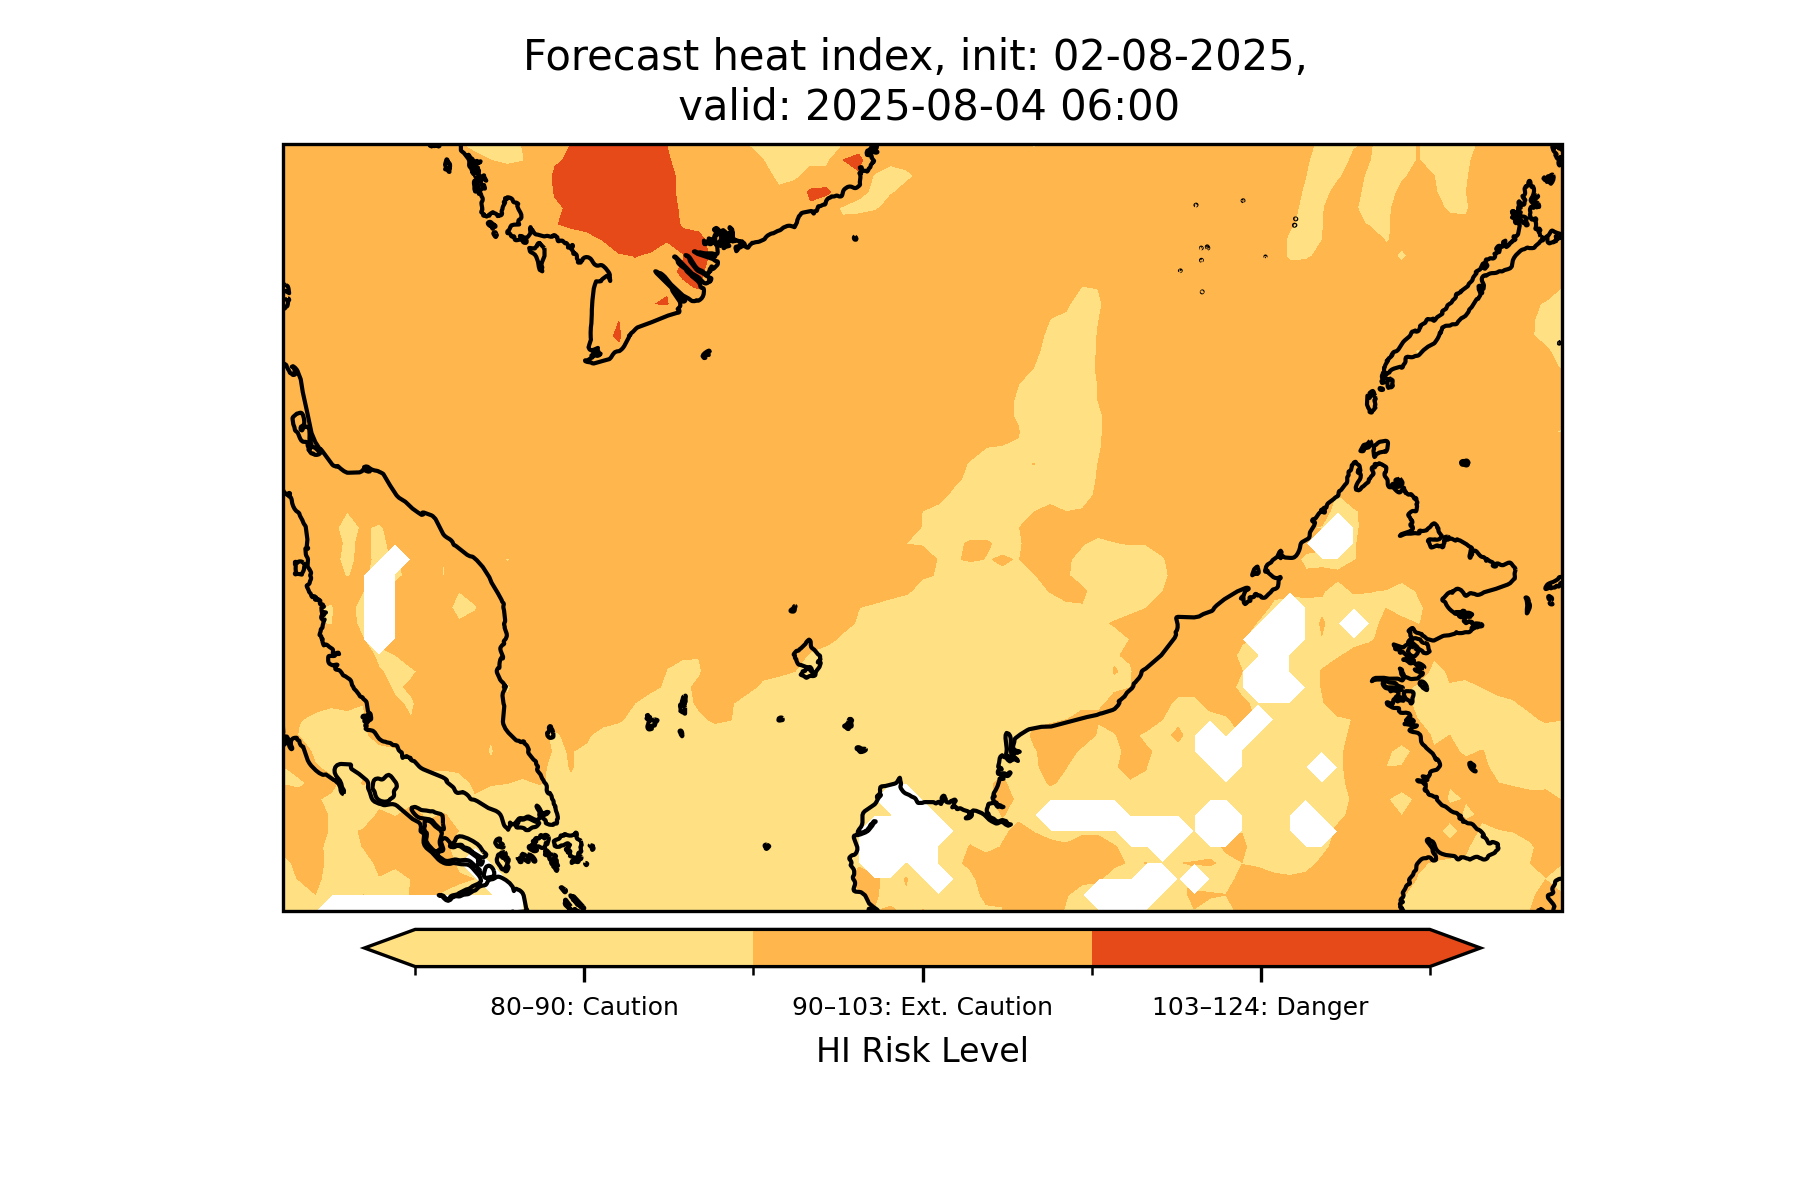 Forecast heat index, init: 02-08-2025,
valid: 2025-08-04 06:00
80–90: Caution
90–103: Ext. Caution
103–124: Danger
HI Risk Level